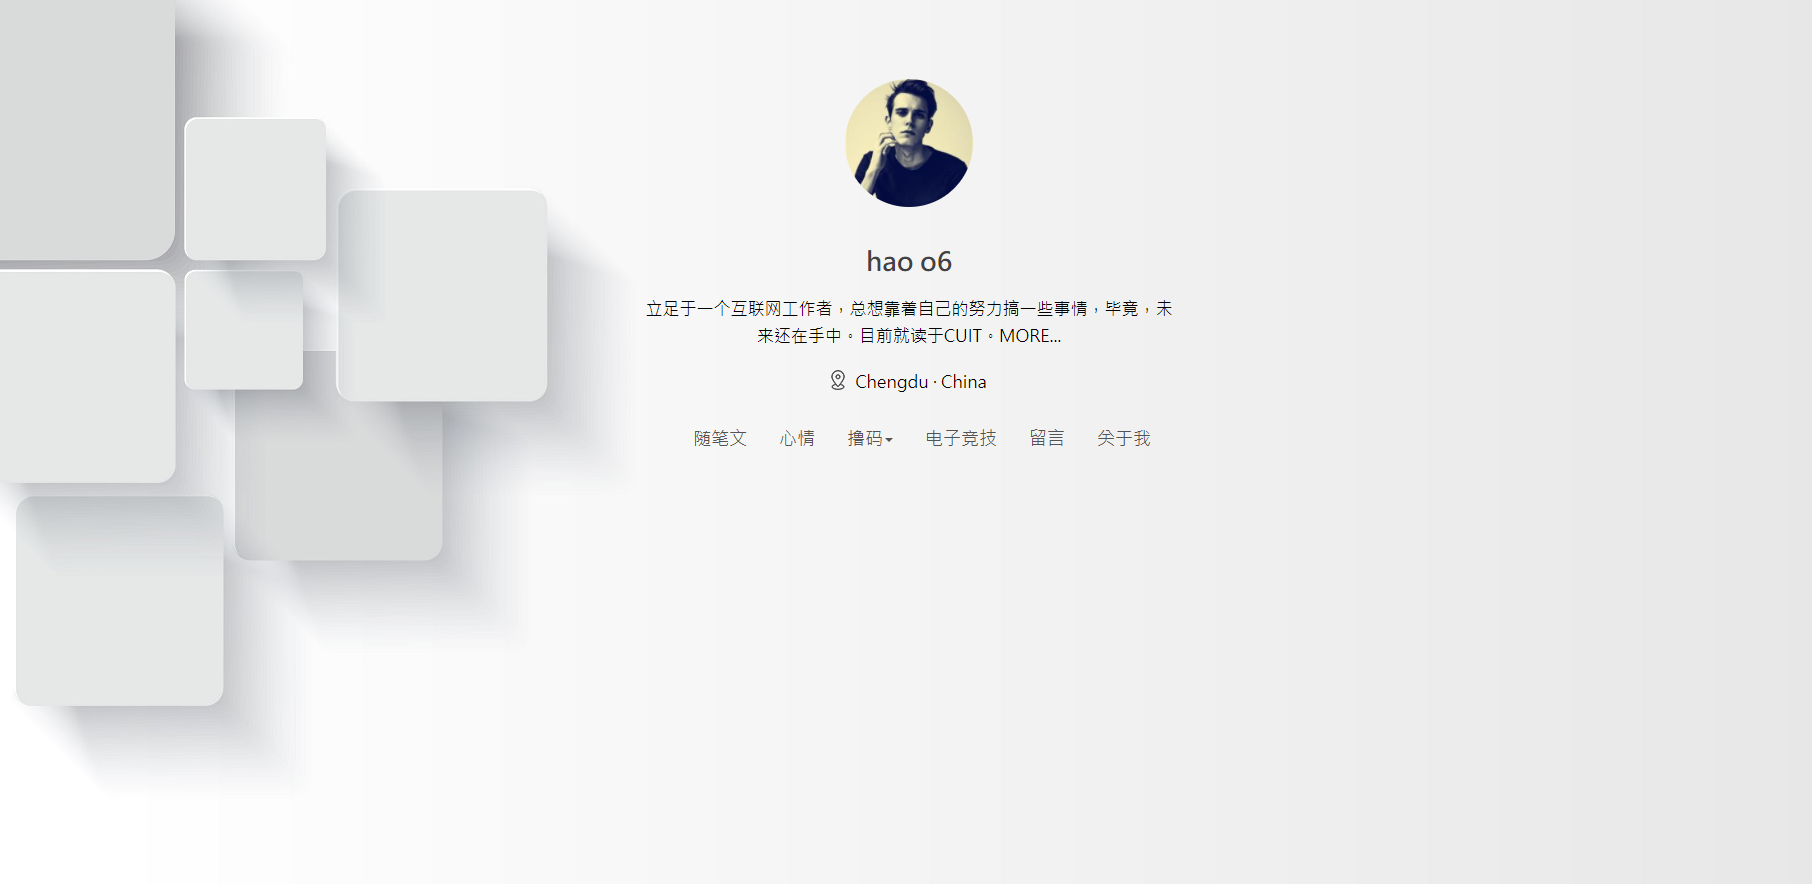 hao o6
立足于一个互联网工作者，总想靠着自己的努力搞一些事情，毕竟，未
来还在手中。目前就读于CUIT。MORE...
Chengdu · China
随笔文 心情 撸码 电子竞技 留言 关于我